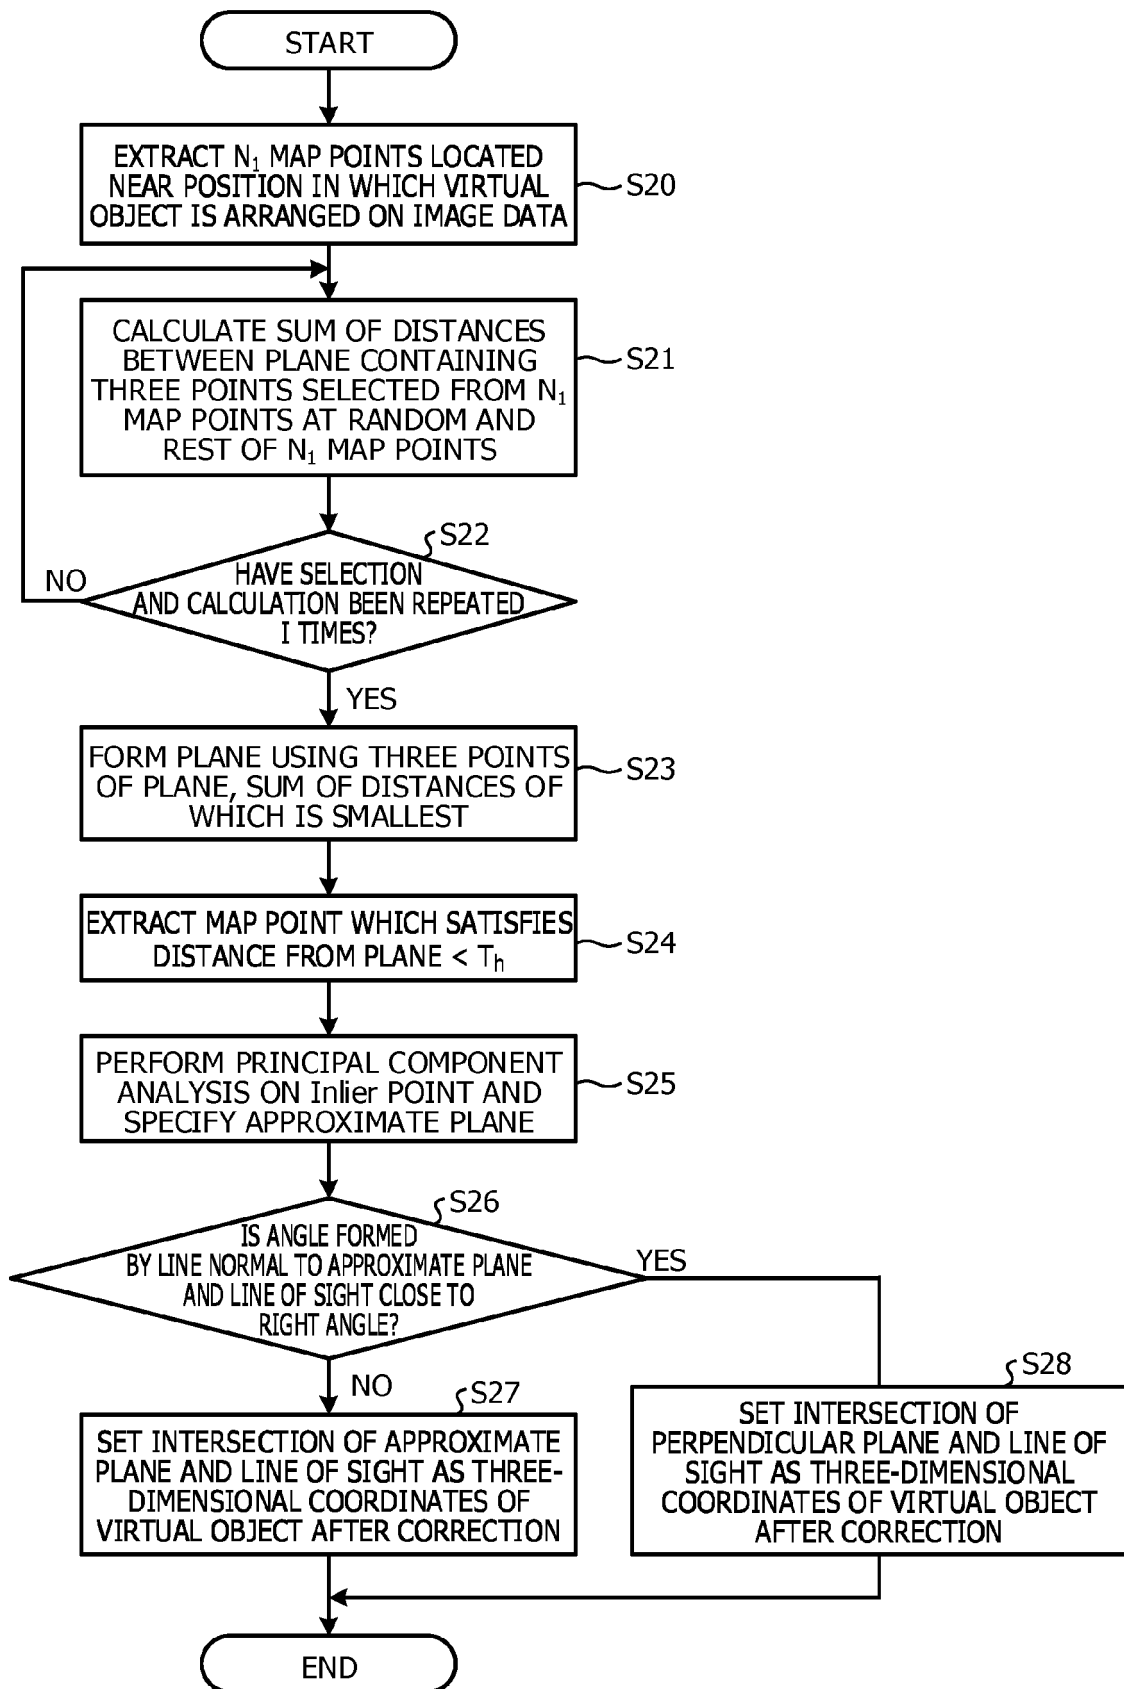 START
EXTRACT N₁ MAP POINTS LOCATED
NEAR POSITION IN WHICH VIRTUAL
OBJECT IS ARRANGED ON IMAGE DATA
S20
CALCULATE SUM OF DISTANCES
BETWEEN PLANE CONTAINING
THREE POINTS SELECTED FROM N₁
MAP POINTS AT RANDOM AND
REST OF N₁ MAP POINTS
S21
S22
HAVE SELECTION
AND CALCULATION BEEN REPEATED
I TIMES?
NO
YES
FORM PLANE USING THREE POINTS
OF PLANE, SUM OF DISTANCES OF
WHICH IS SMALLEST
S23
EXTRACT MAP POINT WHICH SATISFIES
DISTANCE FROM PLANE < Tₕ
S24
PERFORM PRINCIPAL COMPONENT
ANALYSIS ON Inlier POINT AND
SPECIFY APPROXIMATE PLANE
S25
S26
IS ANGLE FORMED
BY LINE NORMAL TO APPROXIMATE PLANE
AND LINE OF SIGHT CLOSE TO
RIGHT ANGLE?
YES
NO
S27
SET INTERSECTION OF APPROXIMATE
PLANE AND LINE OF SIGHT AS THREE-
DIMENSIONAL COORDINATES OF
VIRTUAL OBJECT AFTER CORRECTION
S28
SET INTERSECTION OF
PERPENDICULAR PLANE AND LINE OF
SIGHT AS THREE-DIMENSIONAL
COORDINATES OF VIRTUAL OBJECT
AFTER CORRECTION
END